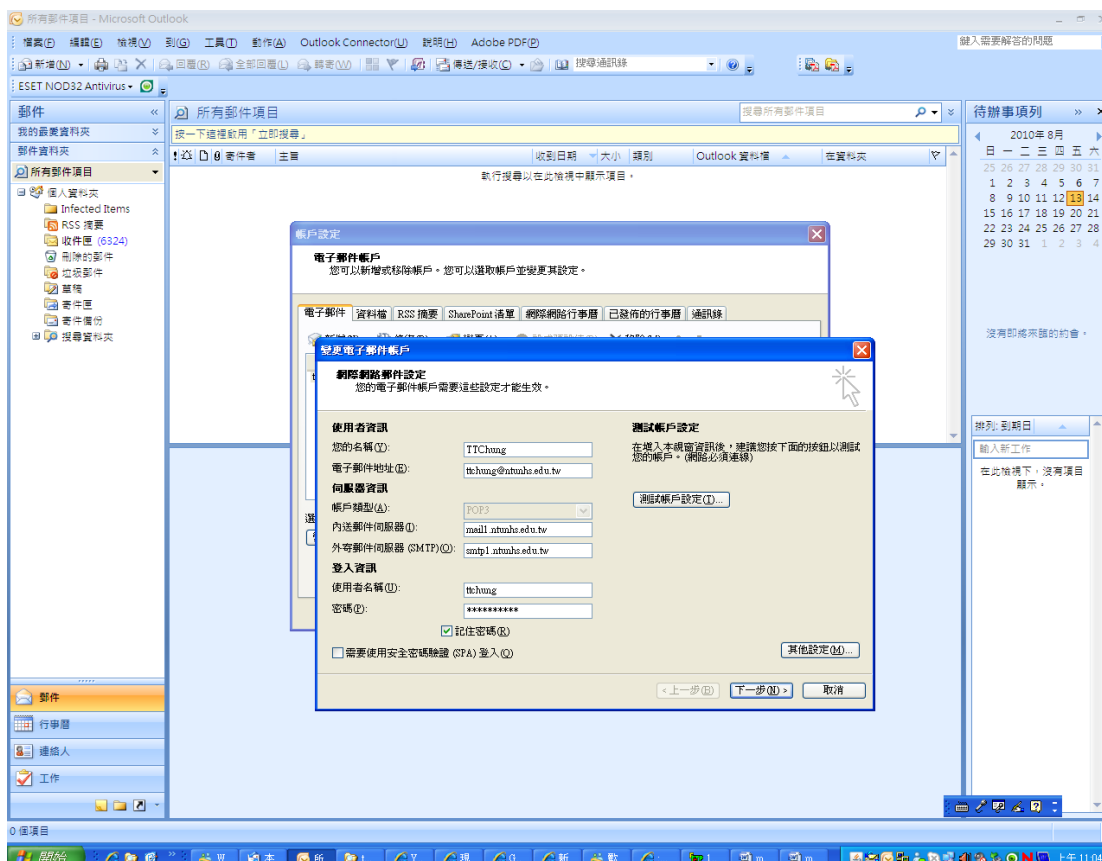 所有郵件項目 - Microsoft Outlook
檔案(F) 編輯(E) 檢視(V) 到(G) 工具(T) 動作(A) Outlook Connector(U) 說明(H) Adobe PDF(P)
鍵入需要解答的問題
新增(N) 回覆(R) 全部回覆(L) 轉寄(W) 傳送/接收(C) 搜尋通訊錄
ESET NOD32 Antivirus
郵件 «
我的最愛資料夾
郵件資料夾
所有郵件項目
個人資料夾
Infected Items
RSS 摘要
收件匣 (6324)
刪除的郵件
垃圾郵件
草稿
寄件匣
寄件備份
搜尋資料夾
郵件
行事曆
連絡人
工作
所有郵件項目
搜尋所有郵件項目
按一下這裡啟用「立即搜尋」
寄件者 主旨 收到日期 大小 類別 Outlook 資料檔 在資料夾
執行搜尋以在此檢視中顯示項目。
帳戶設定
電子郵件帳戶
您可以新增或移除帳戶。您可以選取帳戶並變更其設定。
電子郵件 資料檔 RSS 摘要 SharePoint 清單 網際網路行事曆 已發佈的行事曆 通訊錄
變更電子郵件帳戶
網際網路郵件設定
您的電子郵件帳戶需要這些設定才能生效。
使用者資訊
您的名稱(Y): TTChung
電子郵件地址(E): ttchung@ntunhs.edu.tw
伺服器資訊
帳戶類型(A): POP3
內送郵件伺服器(I): mail1.ntunhs.edu.tw
外寄郵件伺服器 (SMTP)(O): smtp1.ntunhs.edu.tw
登入資訊
使用者名稱(U): ttchung
密碼(P): **********
記住密碼(R)
需要使用安全密碼驗證 (SPA) 登入(Q)
測試帳戶設定
在填入本視窗資訊後，建議您按下面的按鈕以測試
您的帳戶。(網路必須連線)
測試帳戶設定(T)...
其他設定(M)...
<上一步(B) 下一步(N) > 取消
待辦事項列 »
2010年 8月
日 一 二 三 四 五 六
25 26 27 28 29 30 31
1 2 3 4 5 6 7
8 9 10 11 12 13 14
15 16 17 18 19 20 21
22 23 24 25 26 27 28
29 30 31 1 2 3 4
沒有即將來臨的約會。
排列: 到期日
輸入新工作
在此檢視下，沒有項目
顯示。
0 個項目
開始
上午 11:04